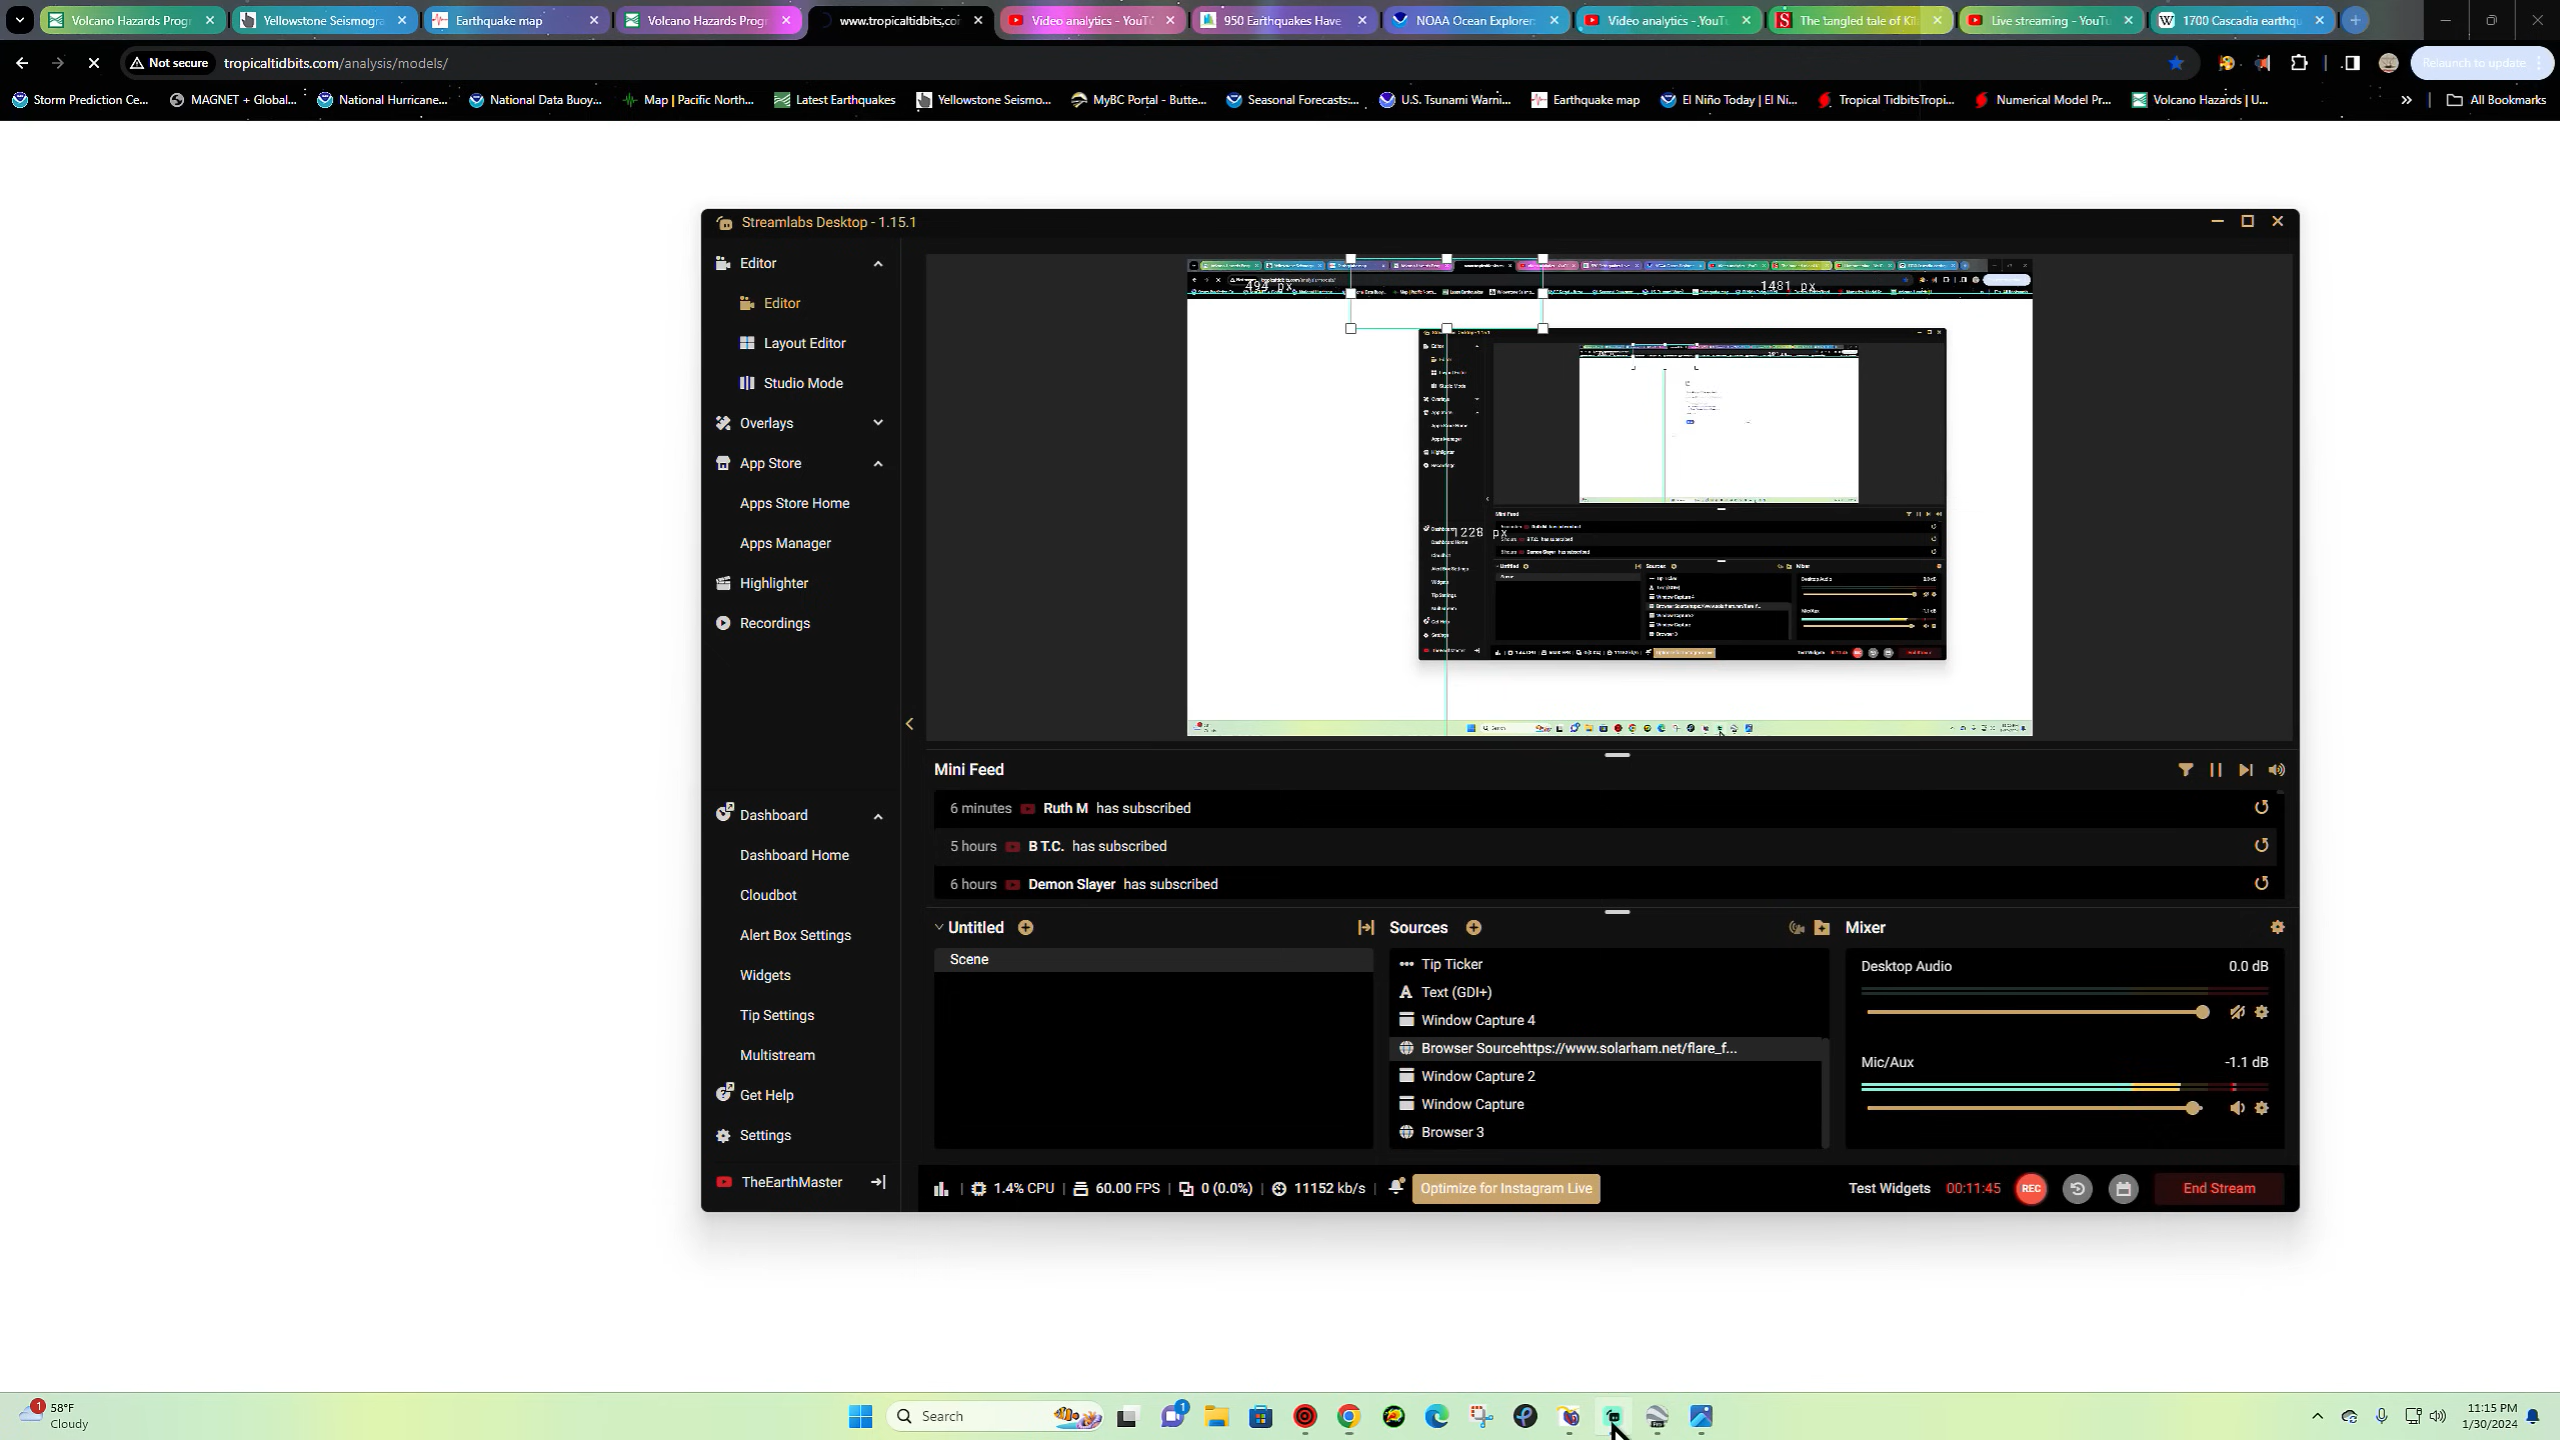 Volcano Hazards Prog
Yellowstone Seismogra
Earthquake map
Volcano Hazards Prog
www.tropicaltidbits.co
Video analytics - YouTu
950 Earthquakes Have
NOAA Ocean Explorer
Video analytics - YouTu
The tangled tale of Kil
Live streaming - YouTu
1700 Cascadia earthqu
Not secure
tropicaltidbits.com/analysis/models/
Relaunch to update
Storm Prediction Ce...
MAGNET + Global...
National Hurricane...
National Data Buoy...
Map | Pacific North...
Latest Earthquakes
Yellowstone Seismo...
MyBC Portal - Butte...
Seasonal Forecasts:...
U.S. Tsunami Warni...
Earthquake map
El Niño Today | El Ni...
Tropical TidbitsTropi...
Numerical Model Pr...
Volcano Hazards | U...
All Bookmarks
Streamlabs Desktop - 1.15.1
Editor
Editor
Layout Editor
Studio Mode
Overlays
App Store
Apps Store Home
Apps Manager
Highlighter
Recordings
494 px
1481 px
1228 px
Mini Feed
6 minutes Ruth M has subscribed
5 hours B T.C. has subscribed
6 hours Demon Slayer has subscribed
Dashboard
Dashboard Home
Cloudbot
Alert Box Settings
Widgets
Tip Settings
Multistream
Get Help
Settings
TheEarthMaster
Untitled
Scene
Sources
Tip Ticker
Text (GDI+)
Window Capture 4
Browser Sourcehttps://www.solarham.net/flare_f...
Window Capture 2
Window Capture
Browser 3
Mixer
Desktop Audio 0.0 dB
Mic/Aux -1.1 dB
1.4% CPU
60.00 FPS
0 (0.0%)
11152 kb/s
Optimize for Instagram Live
Test Widgets
00:11:45
REC
End Stream
1
58°F
Cloudy
Search
1
11:15 PM
1/30/2024